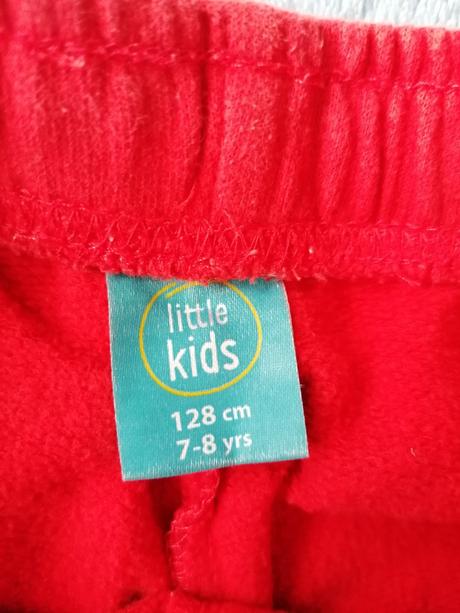 little
kids
128 cm
7-8 yrs